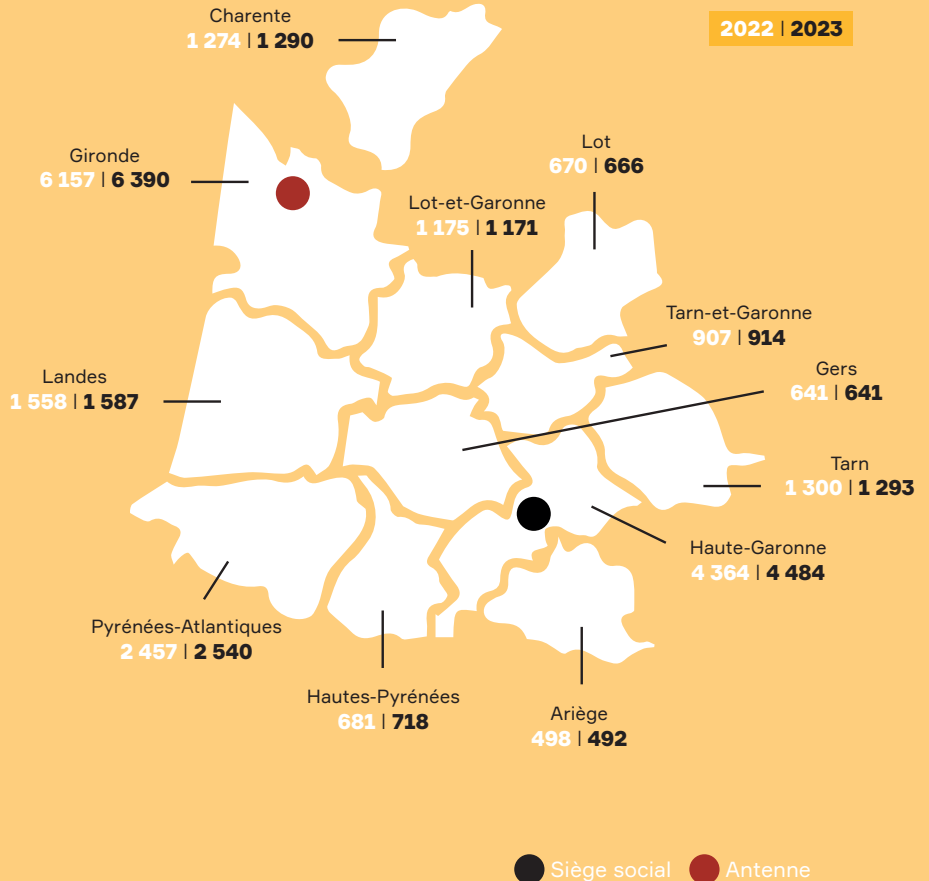 Charente
1 274 | 1 290
2022 | 2023
Gironde
6 157 | 6 390
Lot
670 | 666
Lot-et-Garonne
1 175 | 1 171
Tarn-et-Garonne
907 | 914
Gers
641 | 641
Landes
1 558 | 1 587
Tarn
1 300 | 1 293
Haute-Garonne
4 364 | 4 484
Pyrénées-Atlantiques
2 457 | 2 540
Hautes-Pyrénées
681 | 718
Ariège
498 | 492
Siège social Antenne